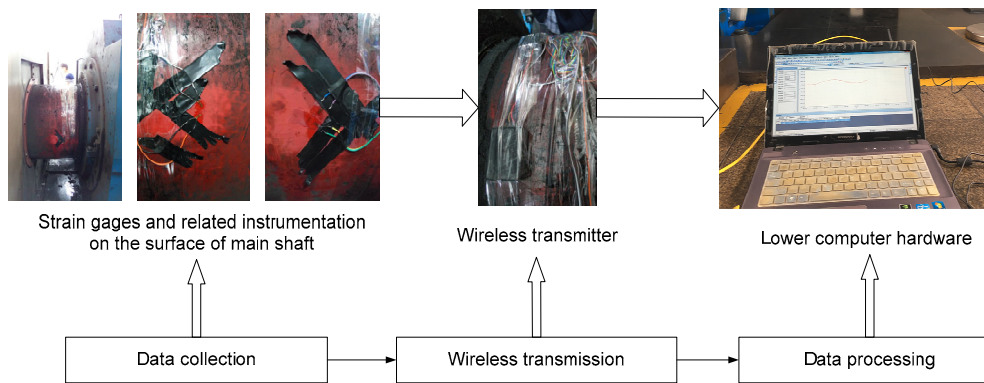 Strain gages and related instrumentation
on the surface of main shaft
Wireless transmitter
Lower computer hardware
Data collection
Wireless transmission
Data processing